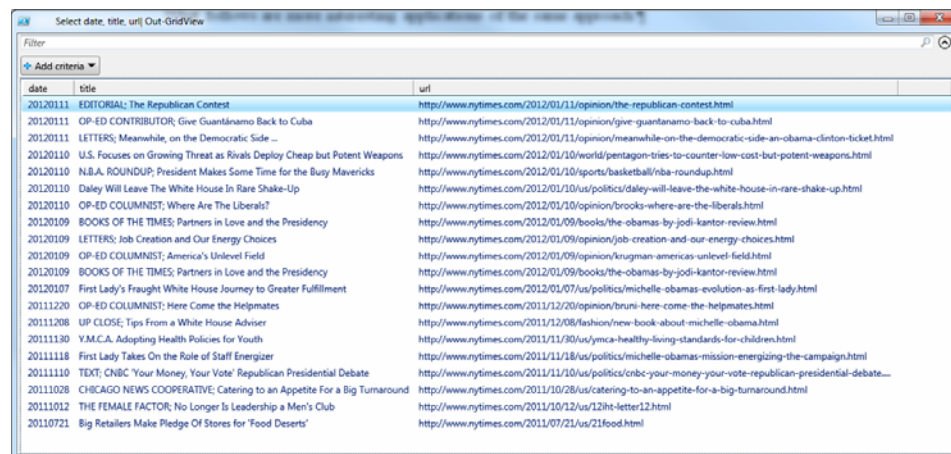 Select date, title, url| Out-GridView
Filter
Add criteria
date title url
20120111 EDITORIAL; The Republican Contest http://www.nytimes.com/2012/01/11/opinion/the-republican-contest.html
20120111 OP-ED CONTRIBUTOR; Give Guantánamo Back to Cuba http://www.nytimes.com/2012/01/11/opinion/give-guantanamo-back-to-cuba.html
20120111 LETTERS; Meanwhile, on the Democratic Side ... http://www.nytimes.com/2012/01/11/opinion/meanwhile-on-the-democratic-side-an-obama-clinton-ticket.html
20120110 U.S. Focuses on Growing Threat as Rivals Deploy Cheap but Potent Weapons http://www.nytimes.com/2012/01/10/world/pentagon-tries-to-counter-low-cost-but-potent-weapons.html
20120110 N.B.A. ROUNDUP; President Makes Some Time for the Busy Mavericks http://www.nytimes.com/2012/01/10/sports/basketball/nba-roundup.html
20120110 Daley Will Leave The White House In Rare Shake-Up http://www.nytimes.com/2012/01/10/us/politics/daley-will-leave-the-white-house-in-rare-shake-up.html
20120110 OP-ED COLUMNIST; Where Are The Liberals? http://www.nytimes.com/2012/01/10/opinion/brooks-where-are-the-liberals.html
20120109 BOOKS OF THE TIMES; Partners in Love and the Presidency http://www.nytimes.com/2012/01/09/books/the-obamas-by-jodi-kantor-review.html
20120109 LETTERS; Job Creation and Our Energy Choices http://www.nytimes.com/2012/01/09/opinion/job-creation-and-our-energy-choices.html
20120109 OP-ED COLUMNIST; America's Unlevel Field http://www.nytimes.com/2012/01/09/opinion/krugman-americas-unlevel-field.html
20120109 BOOKS OF THE TIMES; Partners in Love and the Presidency http://www.nytimes.com/2012/01/09/books/the-obamas-by-jodi-kantor-review.html
20120107 First Lady's Fraught White House Journey to Greater Fulfillment http://www.nytimes.com/2012/01/07/us/politics/michelle-obamas-evolution-as-first-lady.html
20111220 OP-ED COLUMNIST; Here Come the Helpmates http://www.nytimes.com/2011/12/20/opinion/bruni-here-come-the-helpmates.html
20111208 UP CLOSE; Tips From a White House Adviser http://www.nytimes.com/2011/12/08/fashion/new-book-about-michelle-obama.html
20111130 Y.M.C.A. Adopting Health Policies for Youth http://www.nytimes.com/2011/11/30/us/ymca-healthy-living-standards-for-children.html
20111118 First Lady Takes On the Role of Staff Energizer http://www.nytimes.com/2011/11/18/us/politics/michelle-obamas-mission-energizing-the-campaign.html
20111110 TEXT; CNBC 'Your Money, Your Vote' Republican Presidential Debate http://www.nytimes.com/2011/11/10/us/politics/cnbc-your-money-your-vote-republican-presidential-debate....
20111028 CHICAGO NEWS COOPERATIVE; Catering to an Appetite For a Big Turnaround http://www.nytimes.com/2011/10/28/us/catering-to-an-appetite-for-a-big-turnaround.html
20111012 THE FEMALE FACTOR; No Longer Is Leadership a Men's Club http://www.nytimes.com/2011/10/12/us/12iht-letter12.html
20110721 Big Retailers Make Pledge Of Stores for 'Food Deserts' http://www.nytimes.com/2011/07/21/us/21food.html